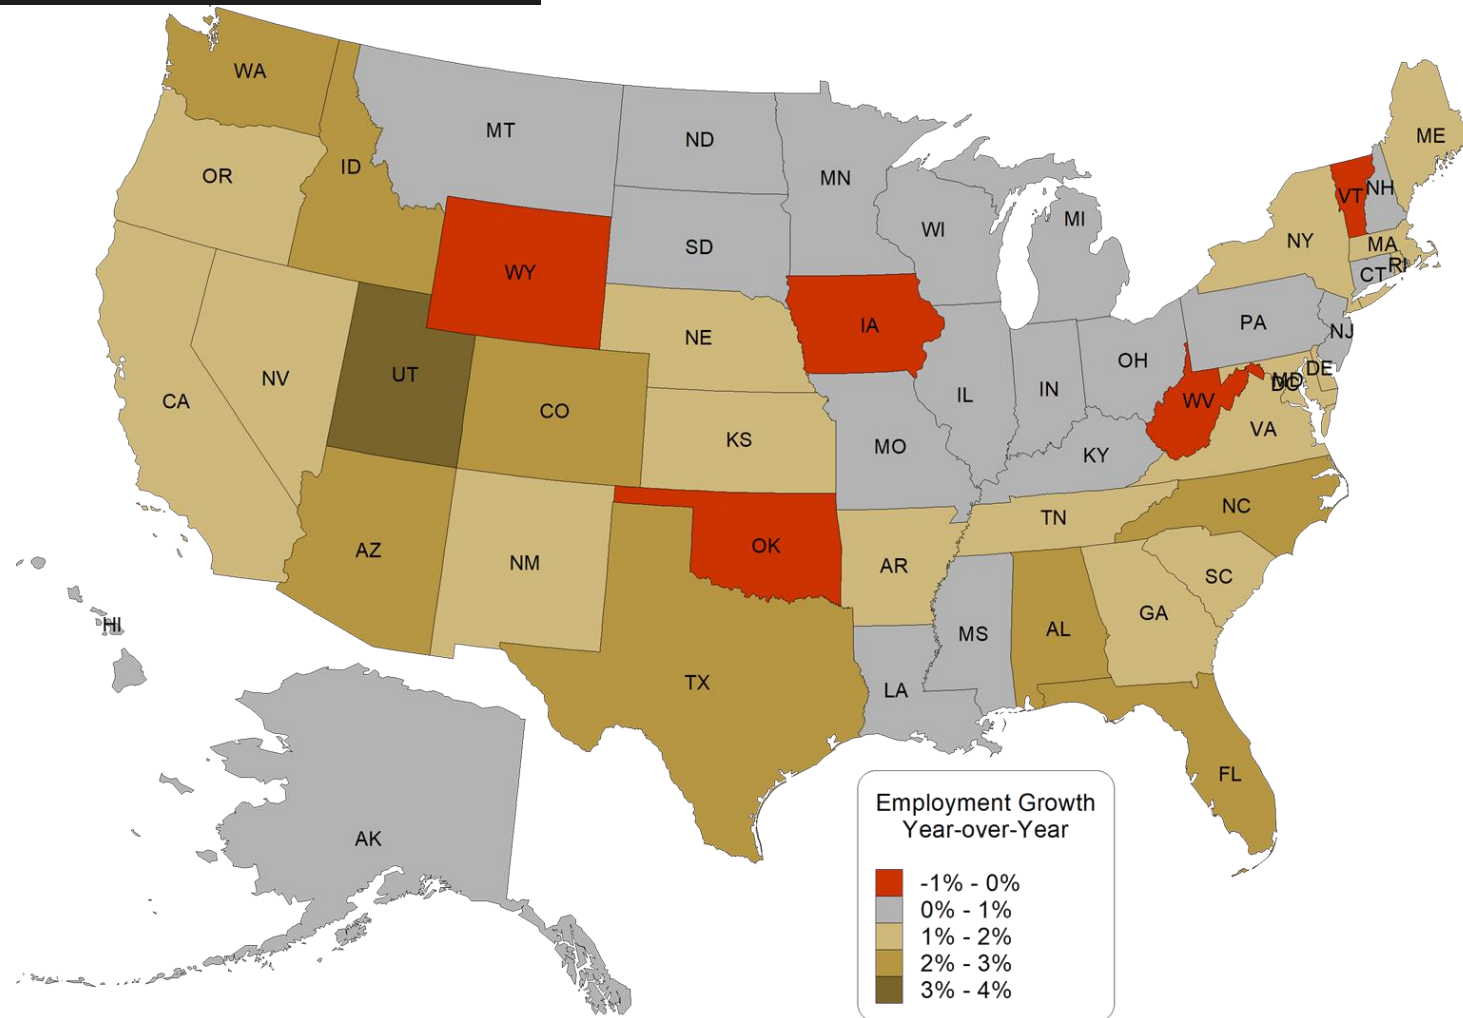 WA
MT
ND
MN
ME
OR
ID
WI
MI
VT
NH
SD
NY
MA
WY
CT
RI
IA
PA
NJ
NE
OH
DE
MD
DC
UT
NV
CA
CO
IL
IN
WV
VA
KS
MO
KY
NC
TN
AZ
OK
NM
AR
SC
GA
HI
MS
AL
TX
LA
FL
AK
Employment Growth
Year-over-Year
-1% - 0%
0% - 1%
1% - 2%
2% - 3%
3% - 4%